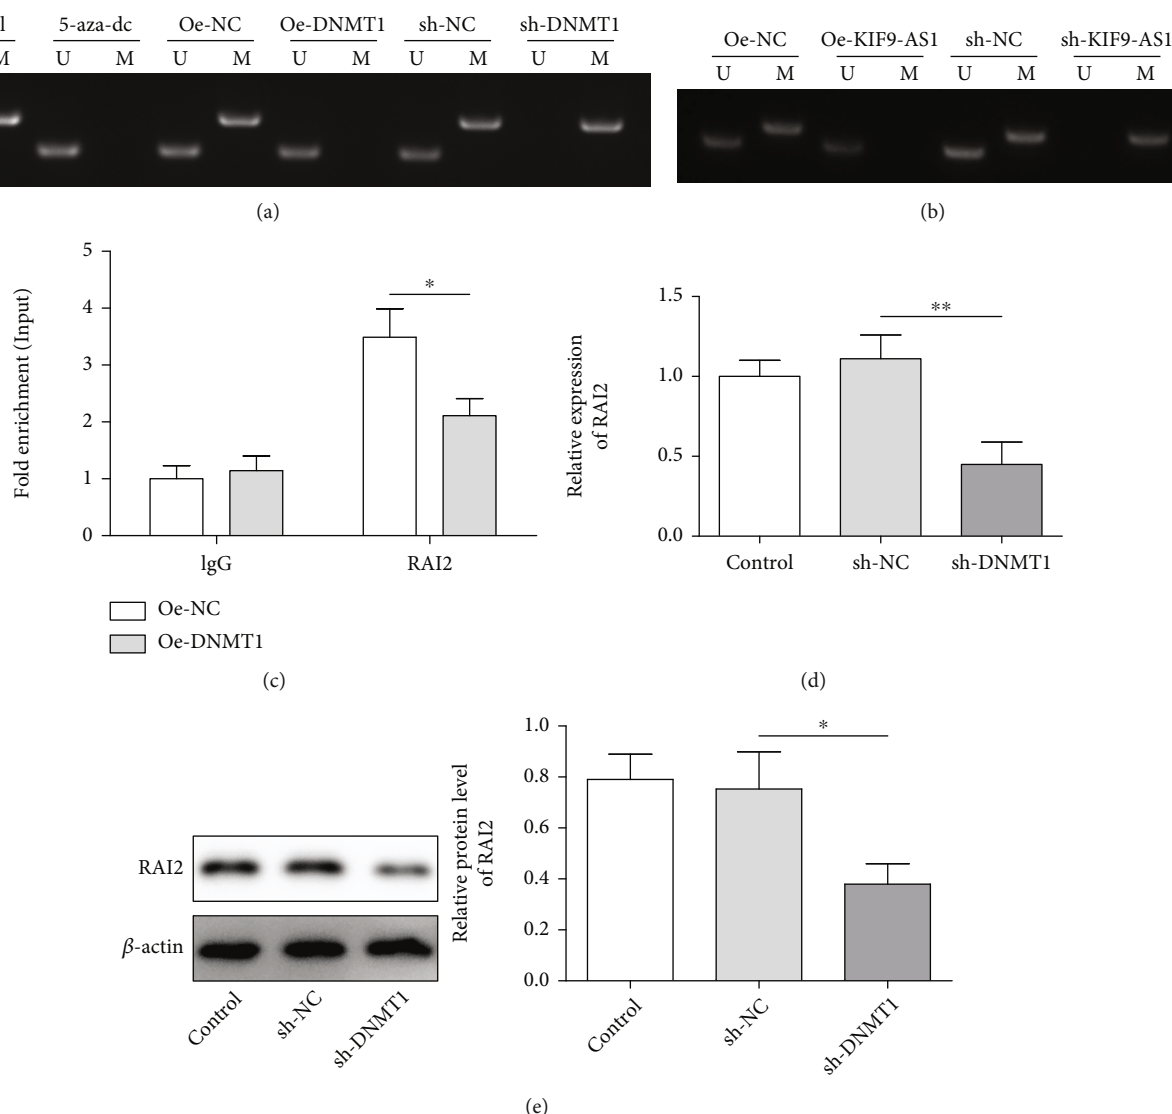 5-aza-dc Oe-NC Oe-DNMT1 sh-NC sh-DNMT1
U M U M U M U M U M
(a)
Oe-NC Oe-KIF9-AS1 sh-NC sh-KIF9-AS1
U M U M U M U M
(b)
Fold enrichment (Input)
5
4
3
2
1
0
*
IgG RAI2
Oe-NC
Oe-DNMT1
(c)
Relative expression
of RAI2
1.5
1.0
0.5
0.0
**
Control sh-NC sh-DNMT1
(d)
RAI2
β-actin
Control sh-NC sh-DNMT1
Relative protein level
of RAI2
1.0
0.8
0.6
0.4
0.2
0.0
*
Control sh-NC sh-DNMT1
(e)